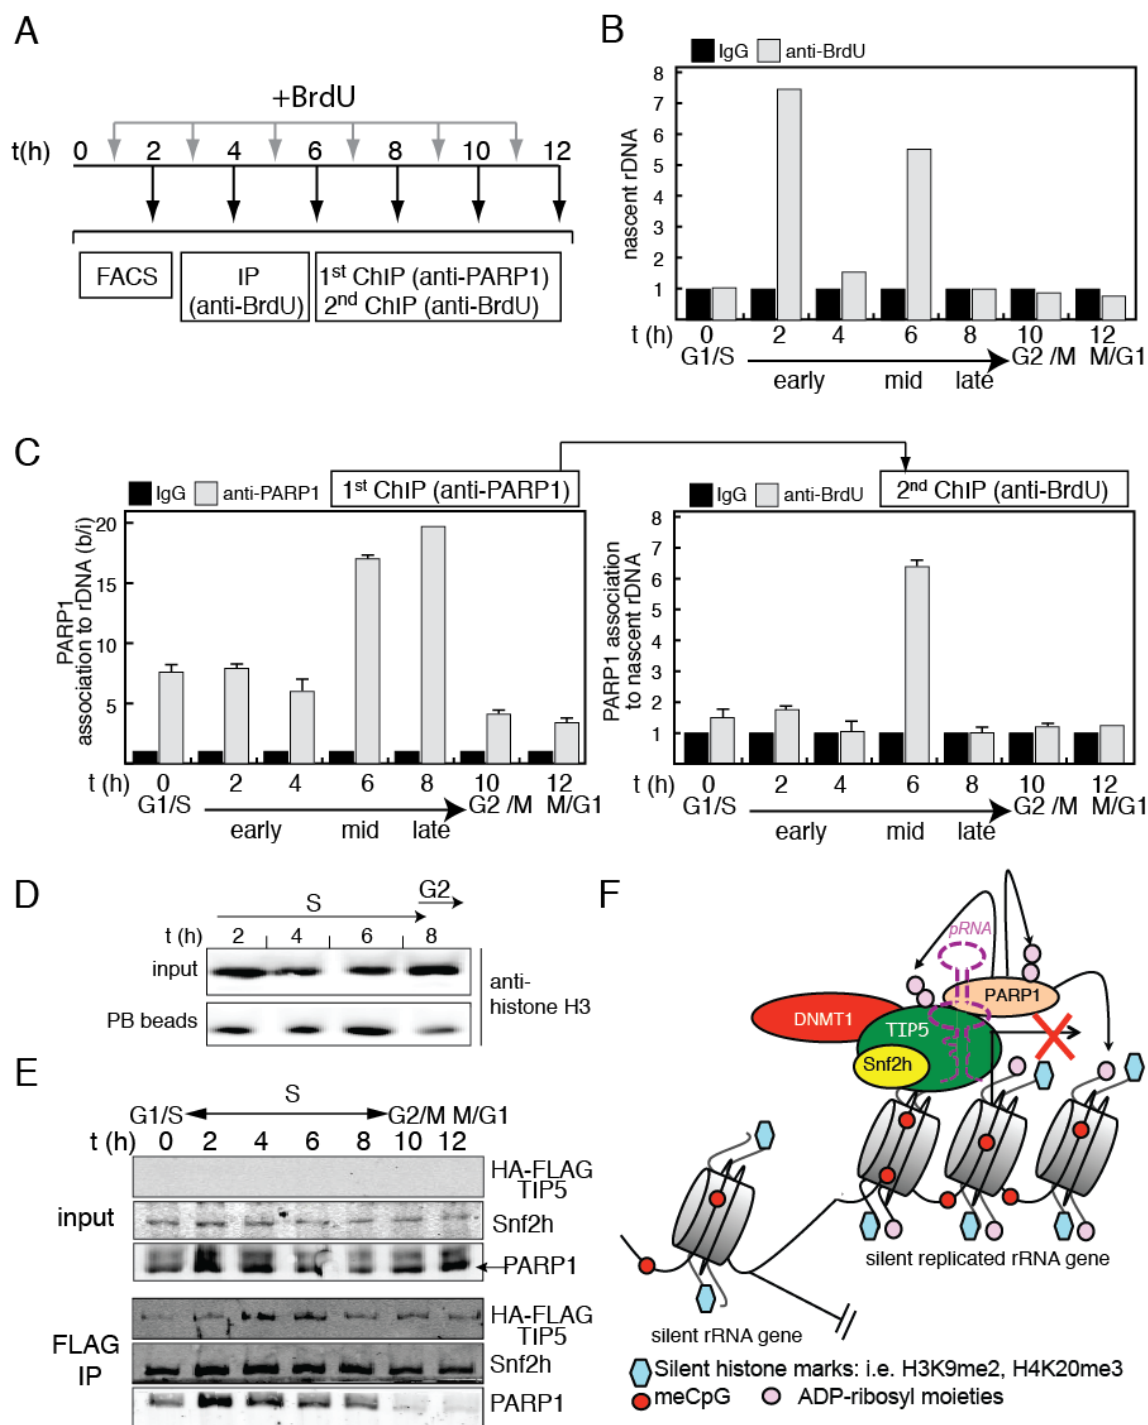 A
+BrdU
t(h) 0 2 4 6 8 10 12
FACS
IP
(anti-BrdU)
1st ChIP (anti-PARP1)
2nd ChIP (anti-BrdU)
B
IgG anti-BrdU
nascent rDNA
8
7
6
5
4
3
2
1
t (h) 0 2 4 6 8 10 12
G1/S G2 /M M/G1
early mid late
C
IgG anti-PARP1
1st ChIP (anti-PARP1)
PARP1
association to rDNA (b/i)
20
15
10
5
t (h) 0 2 4 6 8 10 12
G1/S G2 /M M/G1
early mid late
IgG anti-BrdU
2nd ChIP (anti-BrdU)
PARP1 association
to nascent rDNA
8
7
6
5
4
3
2
1
t (h) 0 2 4 6 8 10 12
G1/S G2 /M M/G1
early mid late
D
S G2
t (h) 2 4 6 8
input
PB beads
anti-
histone H3
E
S
G1/S G2/M M/G1
t (h) 0 2 4 6 8 10 12
input
HA-FLAG
TIP5
Snf2h
PARP1
FLAG
IP
HA-FLAG
TIP5
Snf2h
PARP1
F
pRNA
PARP1
DNMT1
TIP5
Snf2h
silent replicated rRNA gene
silent rRNA gene
Silent histone marks: i.e. H3K9me2, H4K20me3
meCpG ADP-ribosyl moieties